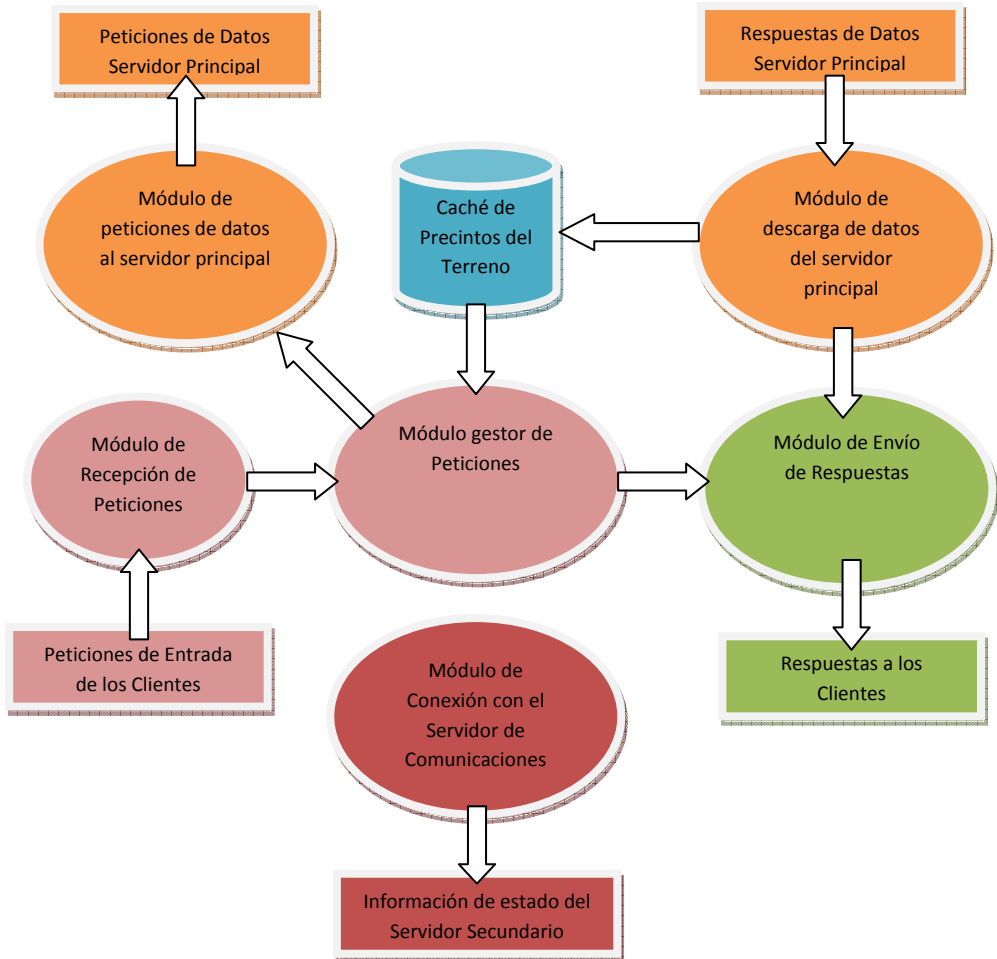 Peticiones de Datos
Servidor Principal
Respuestas de Datos
Servidor Principal
Módulo de
peticiones de datos
al servidor principal
Caché de
Precintos del
Terreno
Módulo de
descarga de datos
del servidor
principal
Módulo de
Recepción de
Peticiones
Módulo gestor de
Peticiones
Módulo de Envío
de Respuestas
Peticiones de Entrada
de los Clientes
Módulo de
Conexión con el
Servidor de
Comunicaciones
Respuestas a los
Clientes
Información de estado del
Servidor Secundario